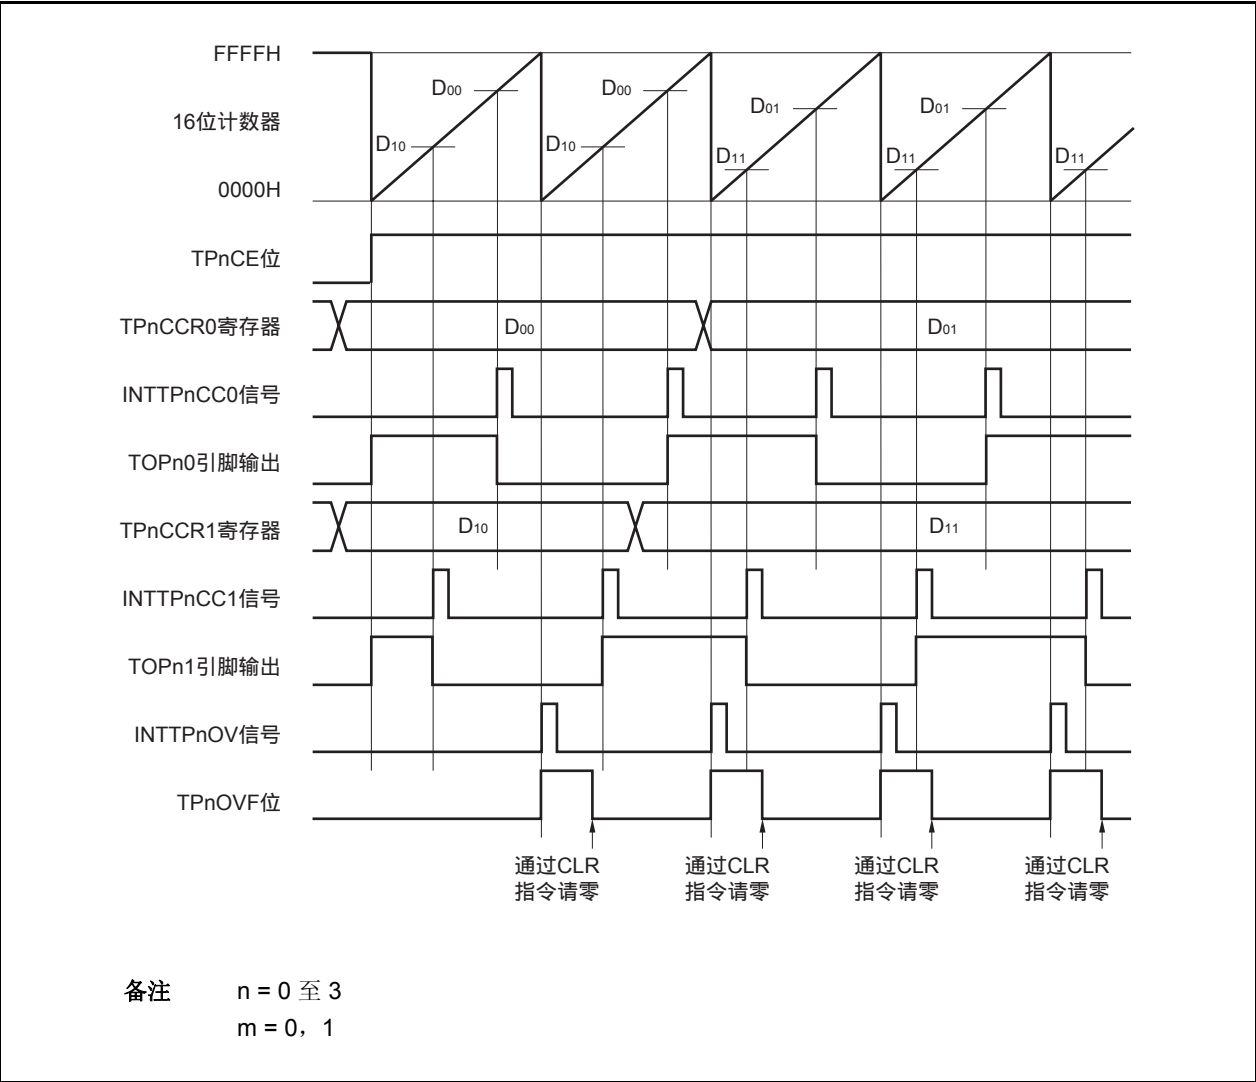 FFFFH
D00
D00
D01
D01
16位计数器
D10
D10
D11
D11
D11
0000H
TPnCE位
TPnCCR0寄存器
D00
D01
INTTPnCC0信号
TOPn0引脚输出
TPnCCR1寄存器
D10
D11
INTTPnCC1信号
TOPn1引脚输出
INTTPnOV信号
TPnOVF位
通过CLR
指令请零
通过CLR
指令请零
通过CLR
指令请零
通过CLR
指令请零
备注 n = 0 至 3
m = 0，1